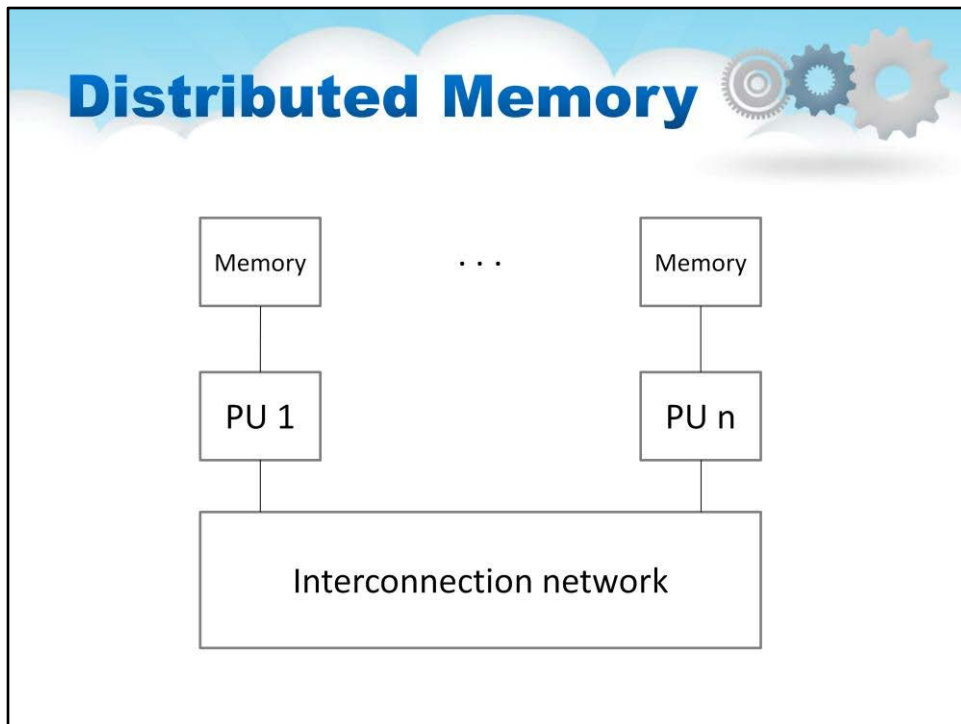 Distributed Memory
Memory . . . Memory
PU 1 PU n
Interconnection network